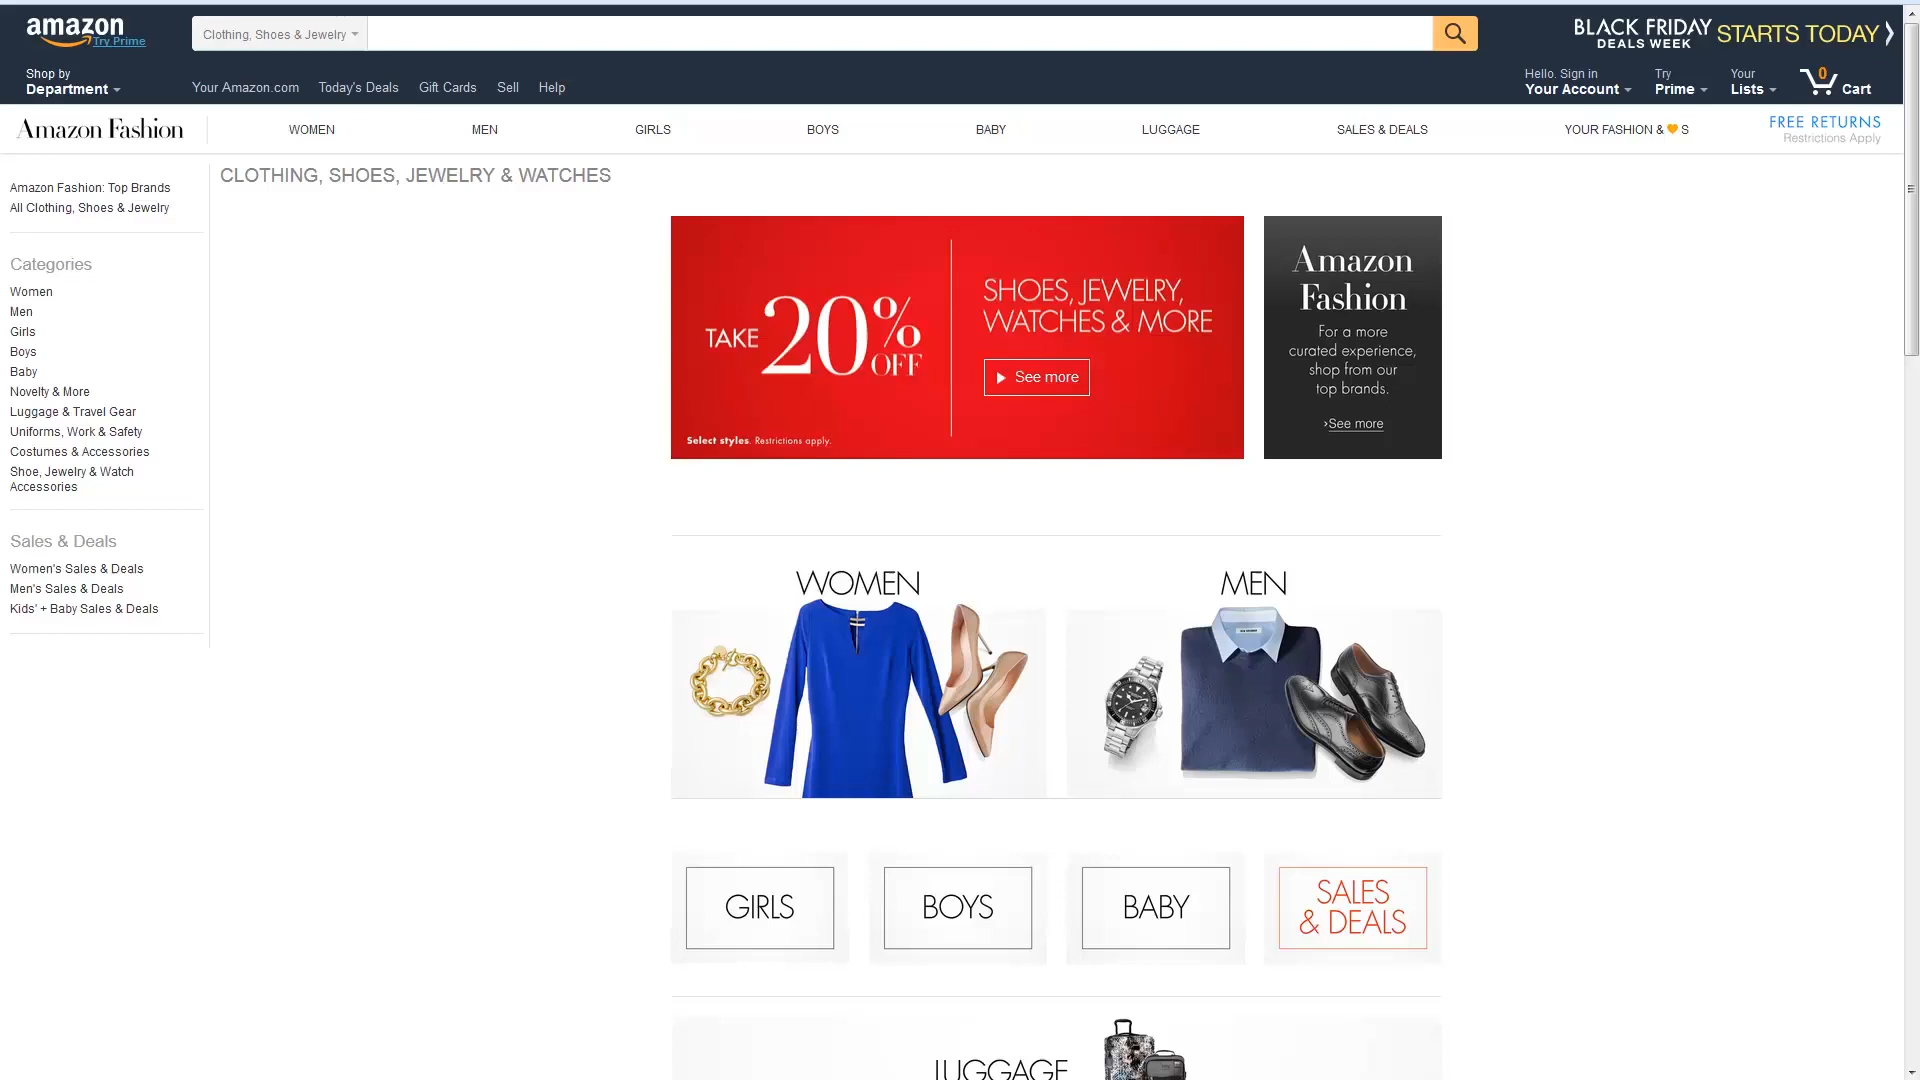 amazon
Try Prime
Clothing, Shoes & Jewelry
BLACK FRIDAY
DEALS WEEK
STARTS TODAY
Shop by
Department
Your Amazon.com
Today's Deals
Gift Cards
Sell
Help
Hello. Sign in
Your Account
Try
Prime
Your
Lists
0
Cart
Amazon Fashion
WOMEN
MEN
GIRLS
BOYS
BABY
LUGGAGE
SALES & DEALS
YOUR FASHION & 🧡 S
FREE RETURNS
Restrictions Apply
Amazon Fashion: Top Brands
All Clothing, Shoes & Jewelry
Categories
Women
Men
Girls
Boys
Baby
Novelty & More
Luggage & Travel Gear
Uniforms, Work & Safety
Costumes & Accessories
Shoe, Jewelry & Watch
Accessories
Sales & Deals
Women's Sales & Deals
Men's Sales & Deals
Kids' + Baby Sales & Deals
CLOTHING, SHOES, JEWELRY & WATCHES
TAKE 20% OFF
SHOES, JEWELRY,
WATCHES & MORE
See more
Select styles. Restrictions apply.
Amazon
Fashion
For a more
curated experience,
shop from our
top brands.
›See more
WOMEN
MEN
GIRLS
BOYS
BABY
SALES
& DEALS
LUGGAGE